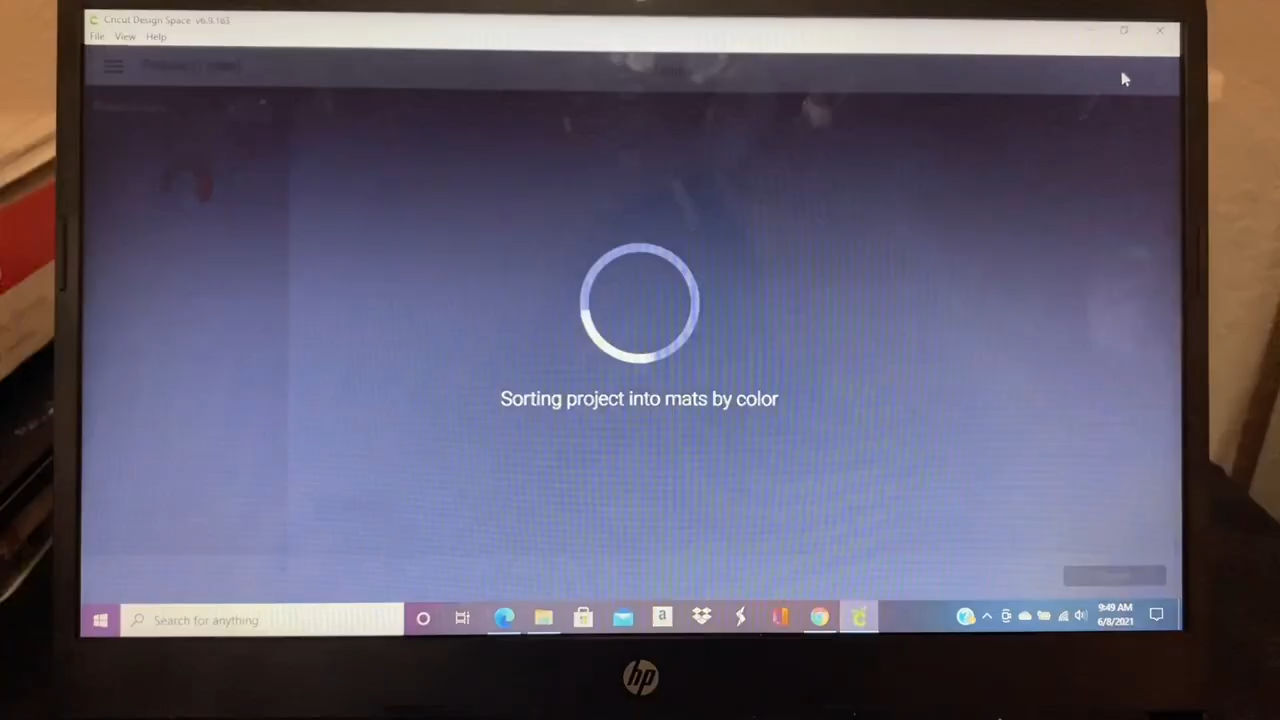 Cricut Design Space v6.9.163
File View Help
Sorting project into mats by color
Search for anything
a
9:49 AM
6/8/2021
hp